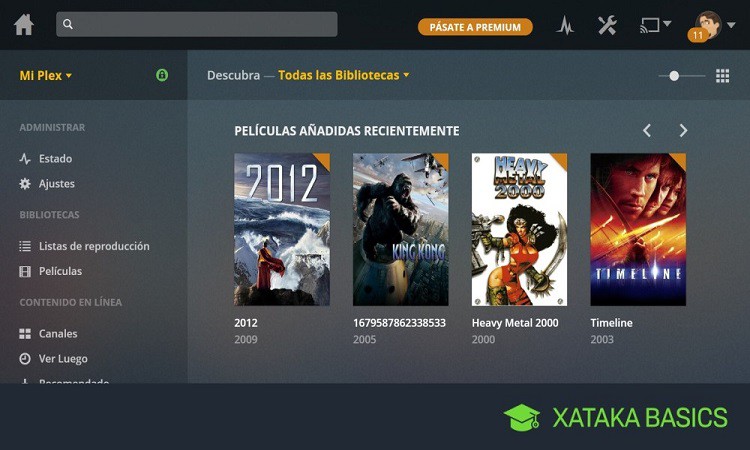 PÁSATE A PREMIUM
11
Mi Plex
Descubra — Todas las Bibliotecas
ADMINISTRAR
Estado
Ajustes
BIBLIOTECAS
Listas de reproducción
Películas
CONTENIDO EN LÍNEA
Canales
Ver Luego
Recomendado
PELÍCULAS AÑADIDAS RECIENTEMENTE
2012
KING KONG
HEAVY METAL 2000
TIMELINE
2012
2009
1679587862338533
2005
Heavy Metal 2000
2000
Timeline
2003
XATAKA BASICS